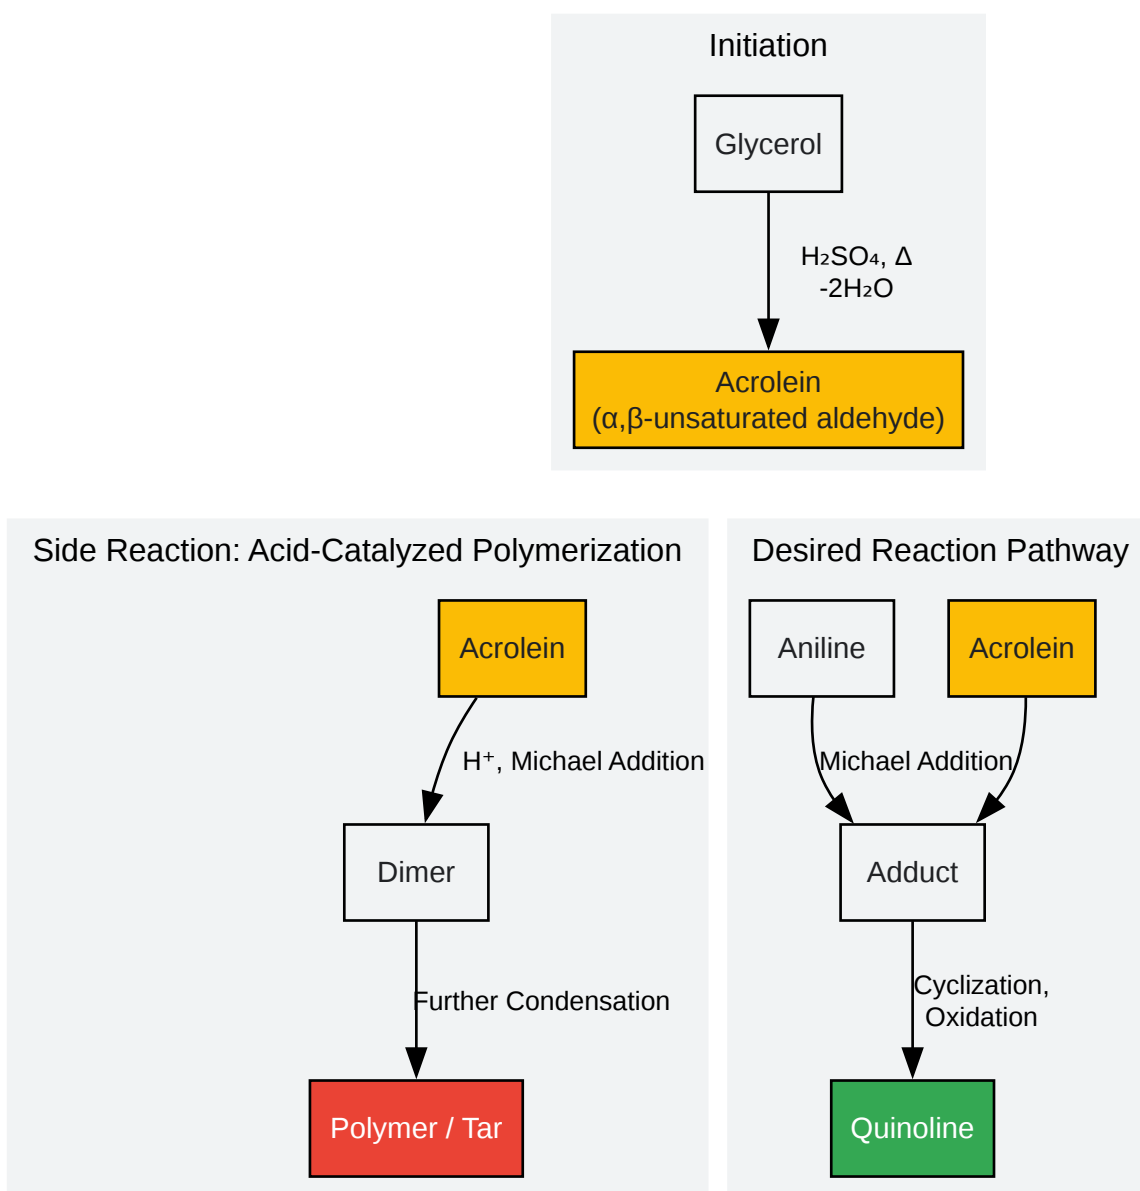 Initiation
Glycerol
H₂SO₄, Δ
-2H₂O
Acrolein
(α,β-unsaturated aldehyde)
Side Reaction: Acid-Catalyzed Polymerization
Acrolein
H⁺, Michael Addition
Dimer
Further Condensation
Polymer / Tar
Desired Reaction Pathway
Aniline
Acrolein
Michael Addition
Adduct
Cyclization,
Oxidation
Quinoline